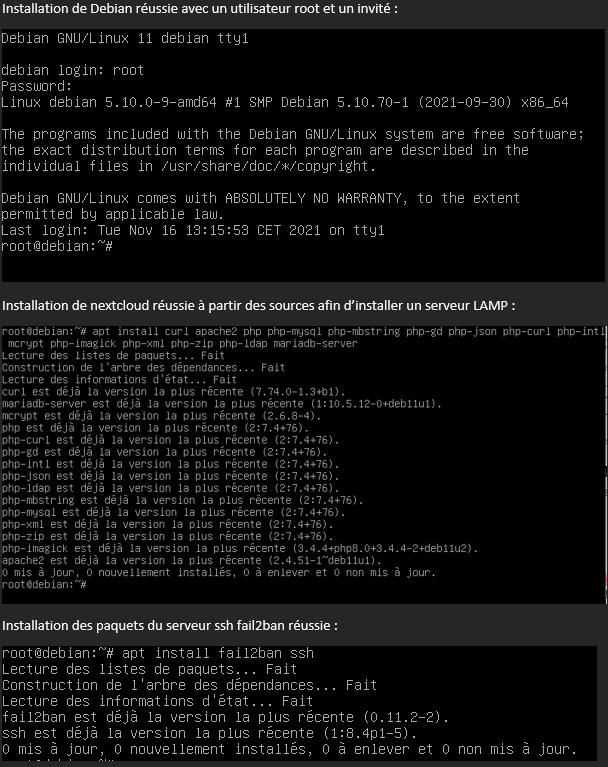 Installation de Debian réussie avec un utilisateur root et un invité :
Debian GNU/Linux 11 debian tty1
debian login: root
Password:
Linux debian 5.10.0-9-amd64 #1 SMP Debian 5.10.70-1 (2021-09-30) x86_64
The programs included with the Debian GNU/Linux system are free software;
the exact distribution terms for each program are described in the
individual files in /usr/share/doc/*/copyright.
Debian GNU/Linux comes with ABSOLUTELY NO WARRANTY, to the extent
permitted by applicable law.
Last login: Tue Nov 16 13:15:53 CET 2021 on tty1
root@debian:~#
Installation de nextcloud réussie à partir des sources afin d’installer un serveur LAMP :
root@debian:~# apt install curl apache2 php php-mysql php-mbstring php-gd php-json php-curl php-intl
mcrypt php-imagick php-xml php-zip php-ldap mariadb-server
Lecture des listes de paquets... Fait
Construction de l'arbre des dépendances... Fait
Lecture des informations d'état... Fait
curl est déjà la version la plus récente (7.74.0-1.3+b1).
mariadb-server est déjà la version la plus récente (1:10.5.12-0+deb11u1).
mcrypt est déjà la version la plus récente (2.6.8-4).
php est déjà la version la plus récente (2:7.4+76).
php-curl est déjà la version la plus récente (2:7.4+76).
php-gd est déjà la version la plus récente (2:7.4+76).
php-intl est déjà la version la plus récente (2:7.4+76).
php-json est déjà la version la plus récente (2:7.4+76).
php-ldap est déjà la version la plus récente (2:7.4+76).
php-mbstring est déjà la version la plus récente (2:7.4+76).
php-mysql est déjà la version la plus récente (2:7.4+76).
php-xml est déjà la version la plus récente (2:7.4+76).
php-zip est déjà la version la plus récente (2:7.4+76).
php-imagick est déjà la version la plus récente (3.4.4+php8.0+3.4.4-2+deb11u2).
apache2 est déjà la version la plus récente (2.4.51-1~deb11u1).
0 mis à jour, 0 nouvellement installés, 0 à enlever et 0 non mis à jour.
root@debian:~#
Installation des paquets du serveur ssh fail2ban réussie :
root@debian:~# apt install fail2ban ssh
Lecture des listes de paquets... Fait
Construction de l'arbre des dépendances... Fait
Lecture des informations d'état... Fait
fail2ban est déjà la version la plus récente (0.11.2-2).
ssh est déjà la version la plus récente (1:8.4p1-5).
0 mis à jour, 0 nouvellement installés, 0 à enlever et 0 non mis à jour.